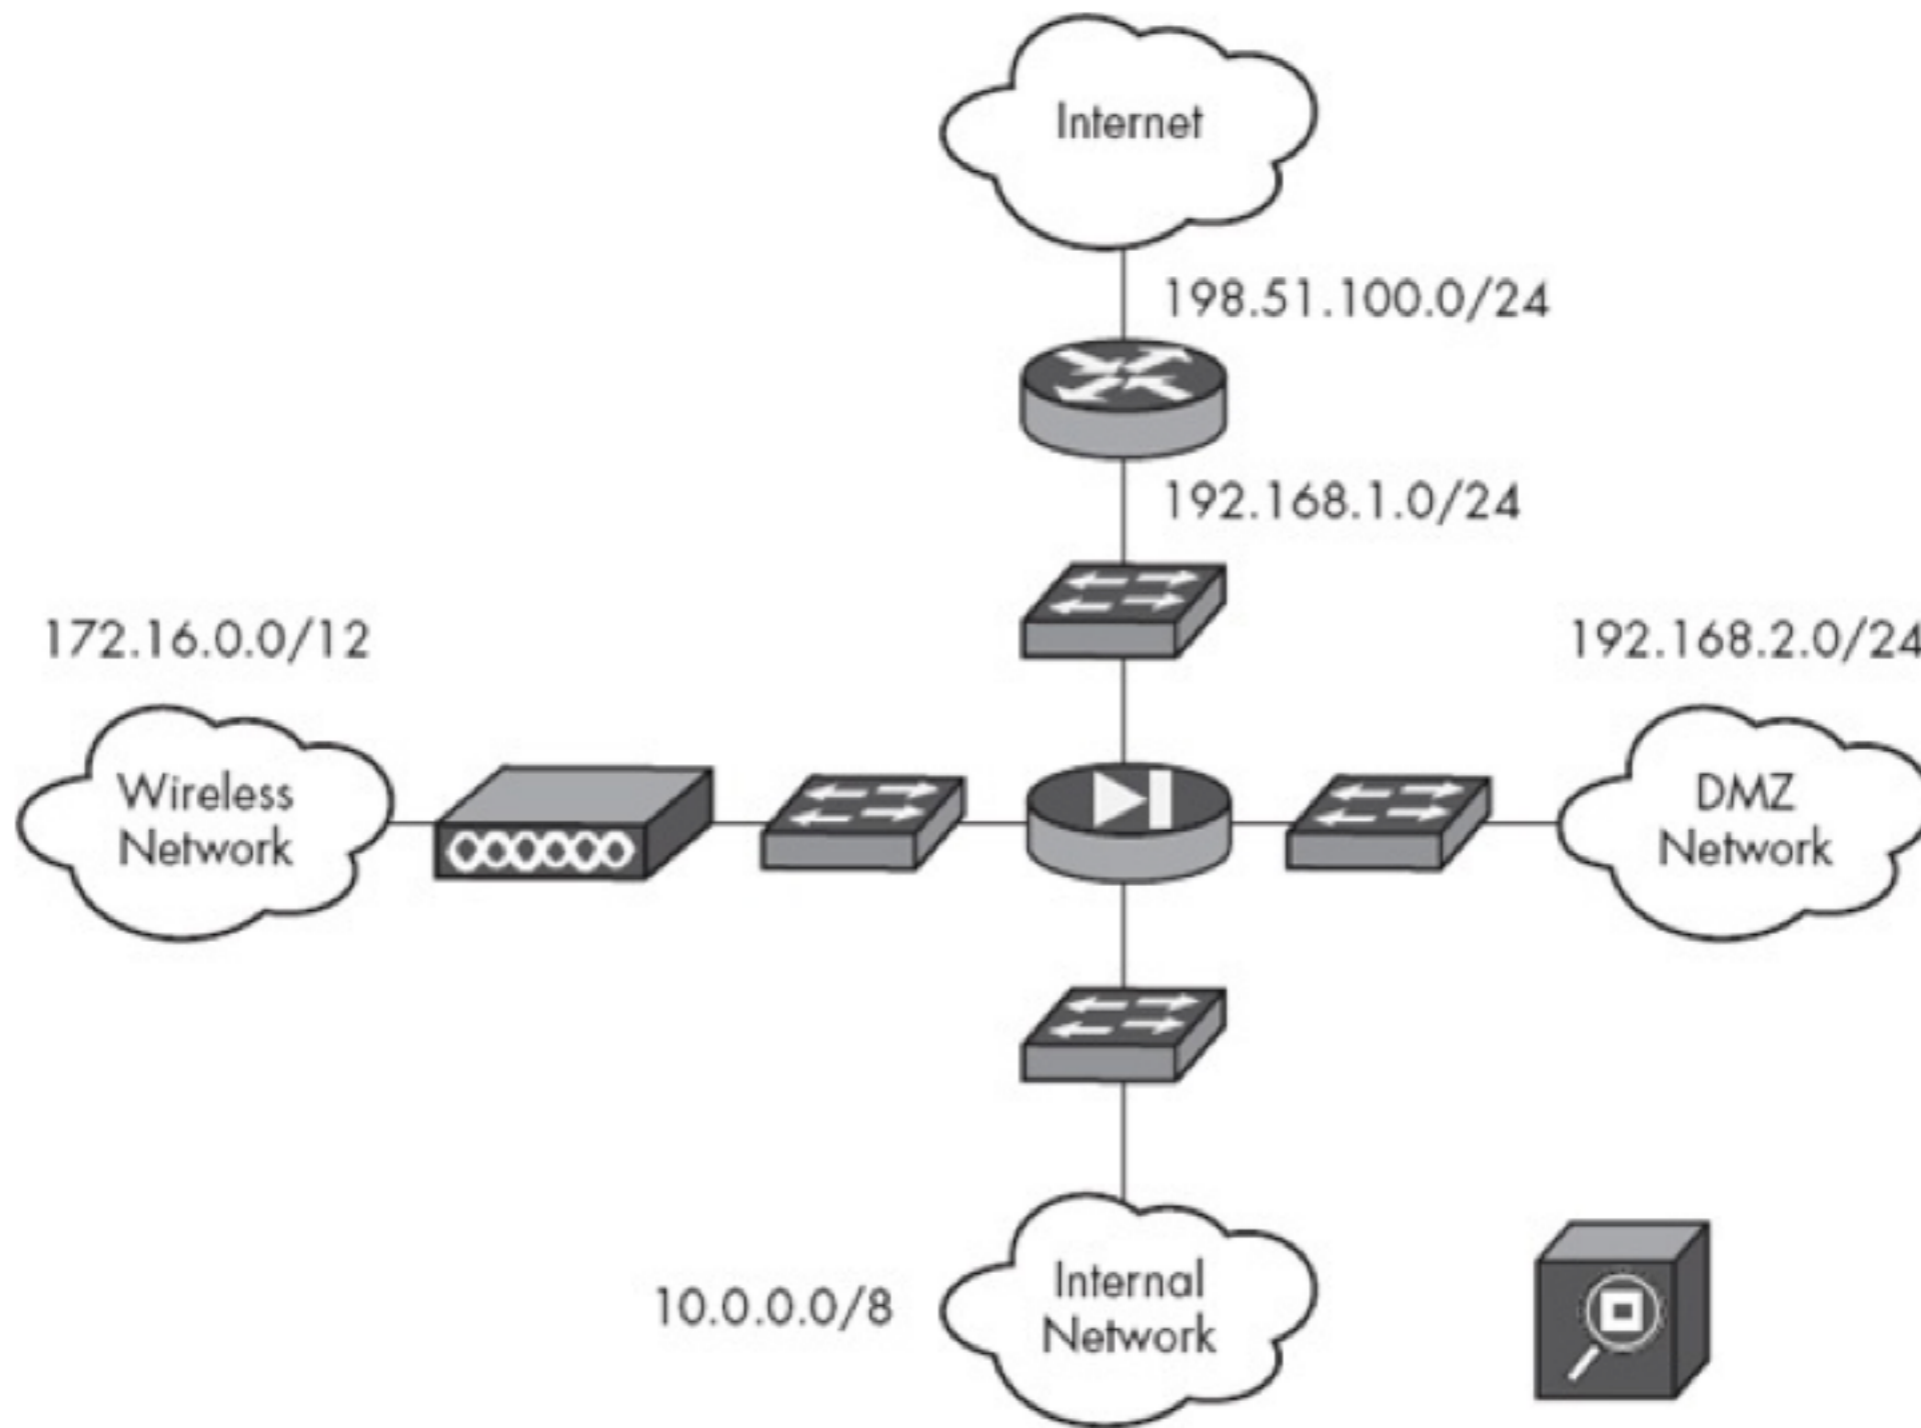 Internet
198.51.100.0/24
192.168.1.0/24
172.16.0.0/12
192.168.2.0/24
Wireless
Network
DMZ
Network
10.0.0.0/8
Internal
Network